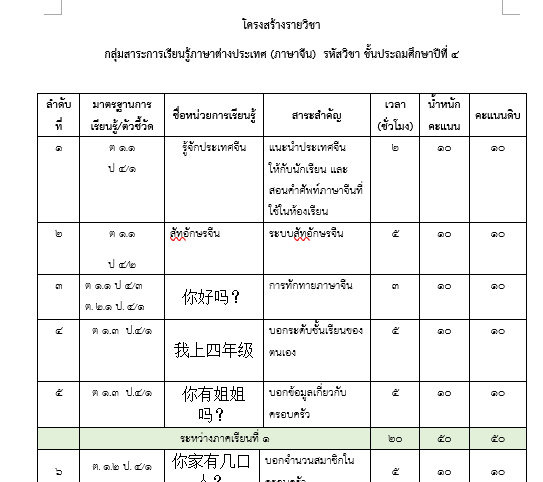 โครงสร้างรายวิชา
กลุ่มสาระการเรียนรู้ภาษาต่างประเทศ (ภาษาจีน) รหัสวิชา ชั้นประถมศึกษาปีที่ ๔
ลำดับที่ มาตรฐานการเรียนรู้/ตัวชี้วัด ชื่อหน่วยการเรียนรู้ สาระสำคัญ เวลา (ชั่วโมง) น้ำหนักคะแนน คะแนนดิบ
๑ ต ๑.๑ รู้จักประเทศจีน แนะนำประเทศจีน ๒ ๑๐ ๑๐
ป ๔/๑ ให้กับนักเรียน และ
สอนคำศัพท์ภาษาจีนที่
ใช้ในห้องเรียน
๒ ต ๑.๑ สัทอักษรจีน ระบบสัทอักษรจีน ๕ ๑๐ ๑๐
ป ๔/๒
๓ ต ๑.๑ ป ๔/๓ 你好吗？ การทักทายภาษาจีน ๓ ๑๐ ๑๐
ต.๒.๑ ป. ๔/๑
๔ ต ๑.๓ ป.๔/๑ 我上四年级 บอกระดับชั้นเรียนของ ๕ ๑๐ ๑๐
ตนเอง
๕ ต ๑.๓ ป.๔/๑ 你有姐姐 บอกข้อมูลเกี่ยวกับ ๕ ๑๐ ๑๐
吗？ ครอบครัว
ระหว่างภาคเรียนที่ ๑ ๒๐ ๕๐ ๕๐
๖ ต. ๑.๒ ป.๔/๑ 你家有几口 บอกจำนวนสมาชิกใน ๕ ๑๐ ๑๐